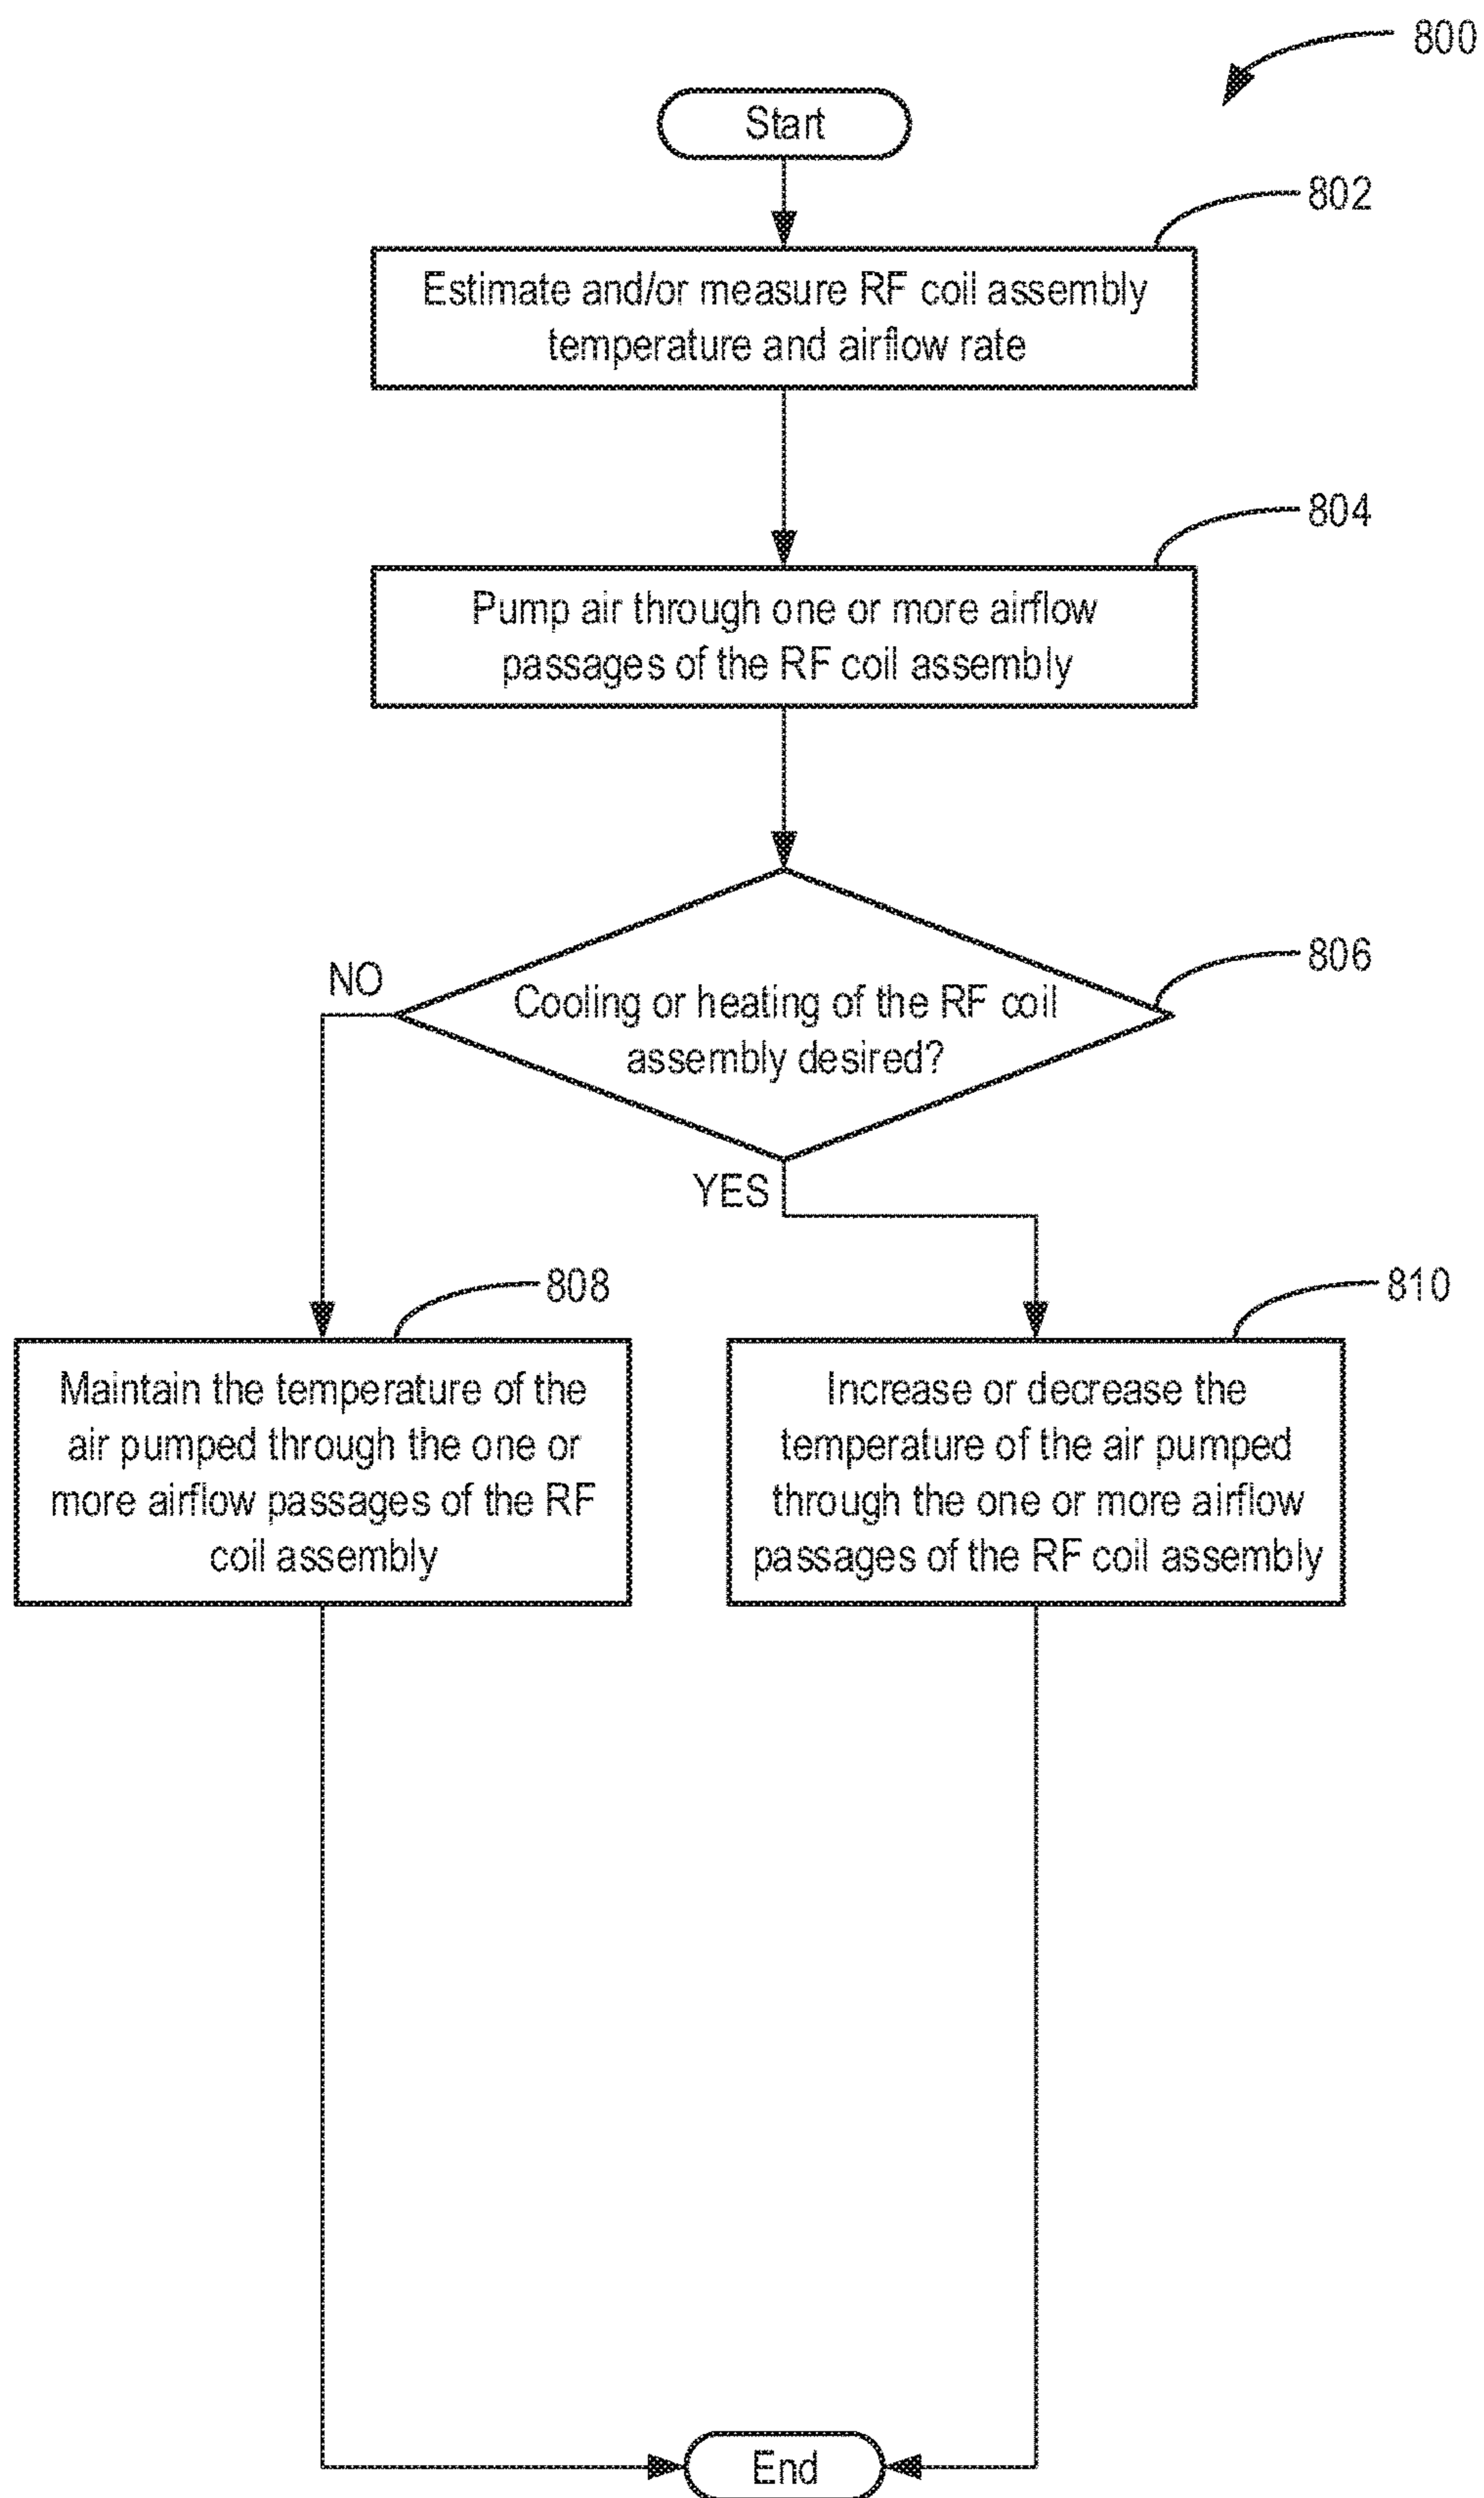 800
Start
802
Estimate and/or measure RF coil assembly
temperature and airflow rate
804
Pump air through one or more airflow
passages of the RF coil assembly
806
NO
Cooling or heating of the RF coil
assembly desired?
YES
808
Maintain the temperature of the
air pumped through the one or
more airflow passages of the RF
coil assembly
810
Increase or decrease the
temperature of the air pumped
through the one or more airflow
passages of the RF coil assembly
End